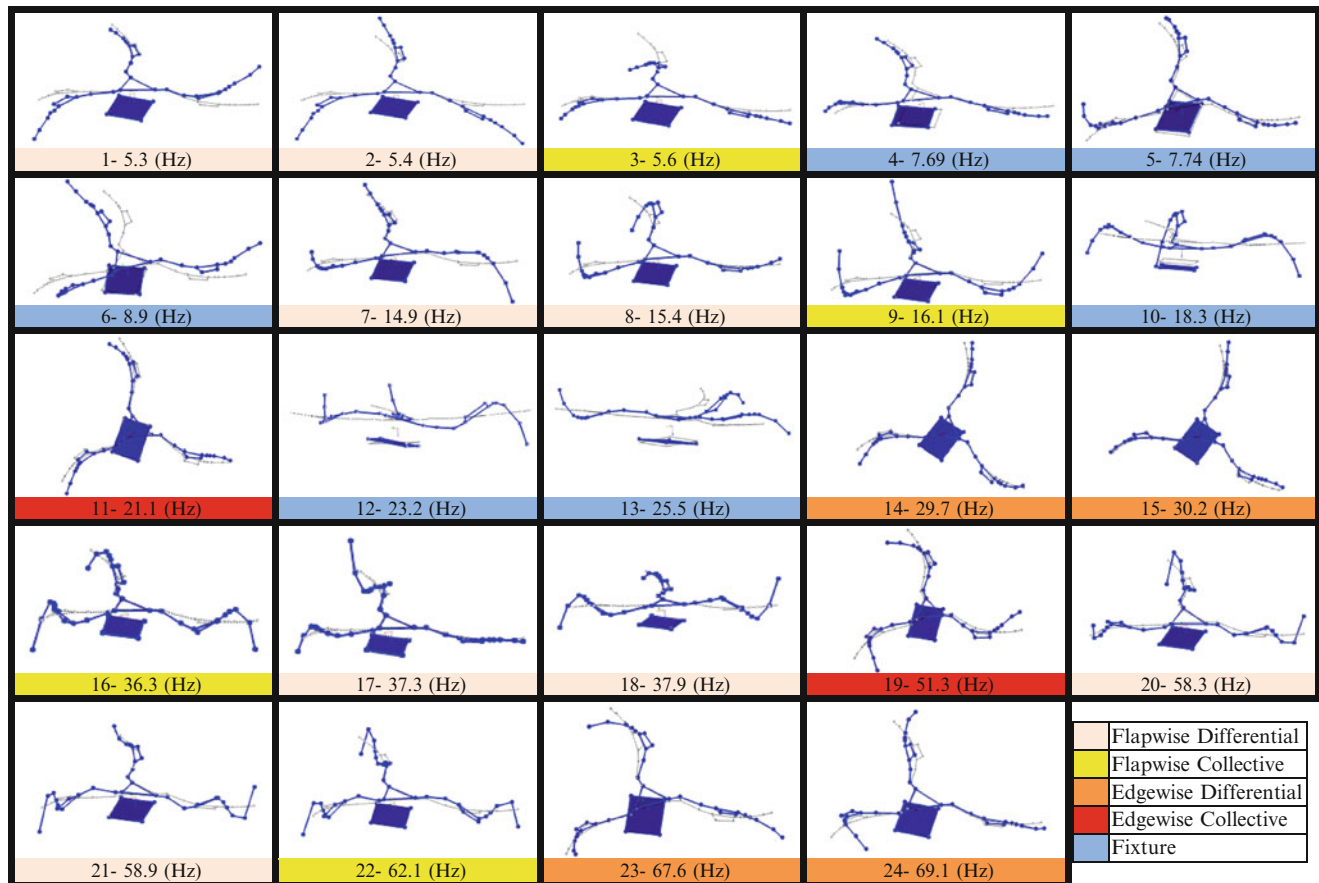 1- 5.3 (Hz)
2- 5.4 (Hz)
3- 5.6 (Hz)
4- 7.69 (Hz)
5- 7.74 (Hz)
6- 8.9 (Hz)
7- 14.9 (Hz)
8- 15.4 (Hz)
9- 16.1 (Hz)
10- 18.3 (Hz)
11- 21.1 (Hz)
12- 23.2 (Hz)
13- 25.5 (Hz)
14- 29.7 (Hz)
15- 30.2 (Hz)
16- 36.3 (Hz)
17- 37.3 (Hz)
18- 37.9 (Hz)
19- 51.3 (Hz)
20- 58.3 (Hz)
21- 58.9 (Hz)
22- 62.1 (Hz)
23- 67.6 (Hz)
24- 69.1 (Hz)
Flapwise Differential
Flapwise Collective
Edgewise Differential
Edgewise Collective
Fixture